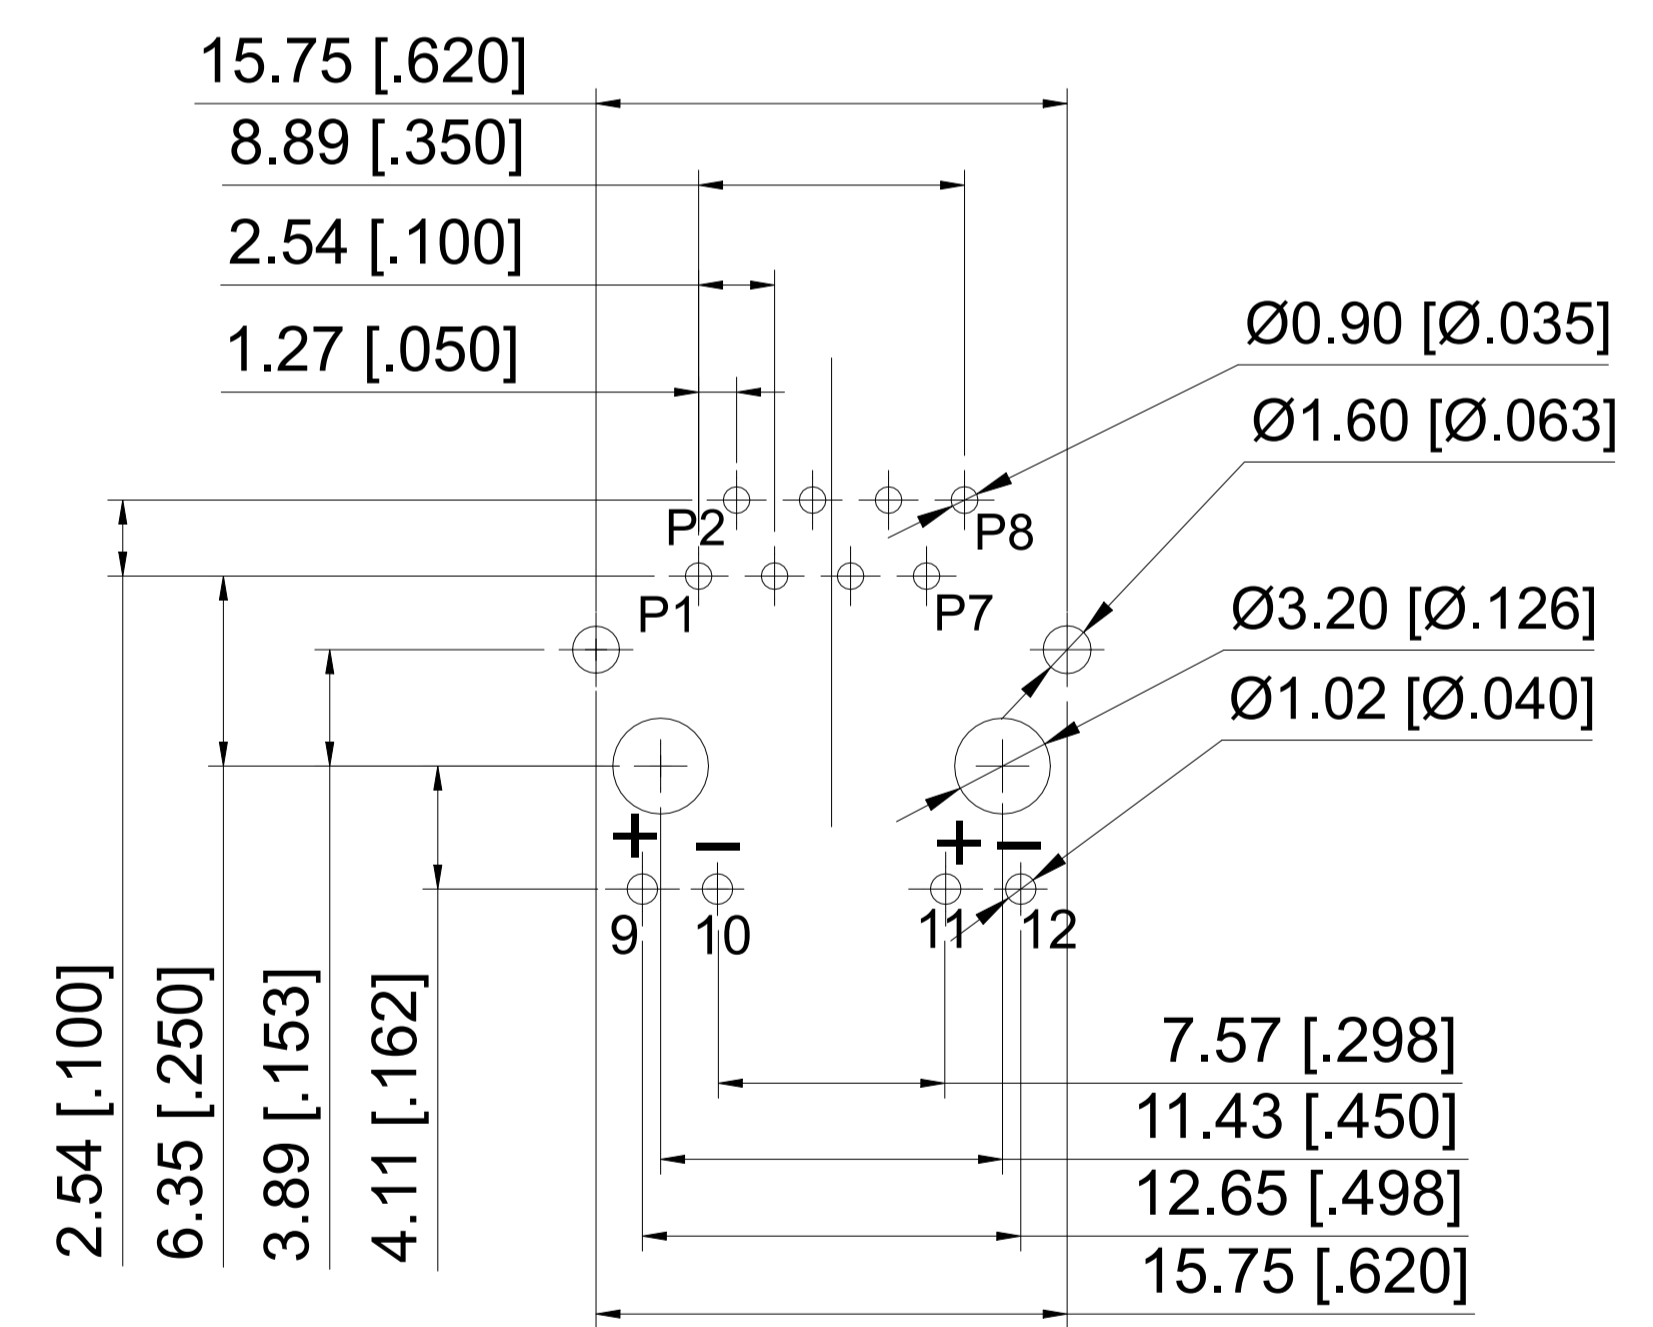 15.75 [.620]
8.89 [.350]
2.54 [.100]
1.27 [.050]
Ø0.90 [Ø.035]
Ø1.60 [Ø.063]
P2
P8
P1
P7
Ø3.20 [Ø.126]
Ø1.02 [Ø.040]
+ − + −
9 10 11 12
2.54 [.100]
6.35 [.250]
3.89 [.153]
4.11 [.162]
7.57 [.298]
11.43 [.450]
12.65 [.498]
15.75 [.620]